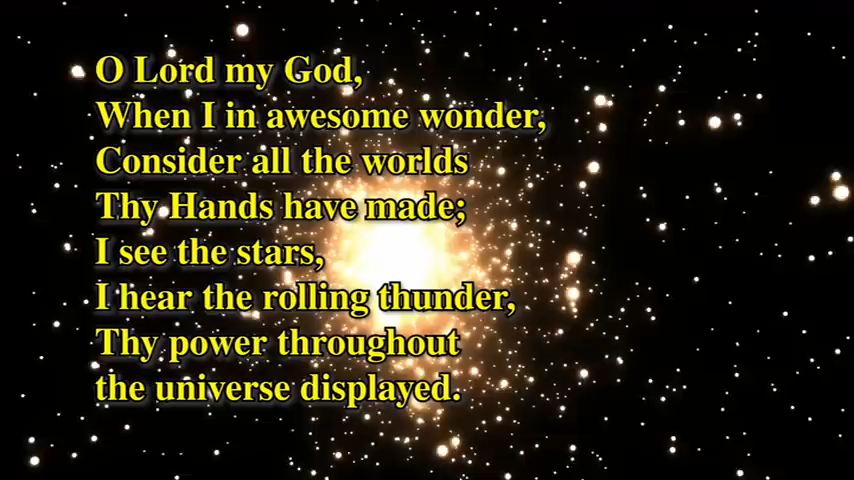 O Lord my God,
When I in awesome wonder,
Consider all the worlds
Thy Hands have made;
I see the stars,
I hear the rolling thunder,
Thy power throughout
the universe displayed.